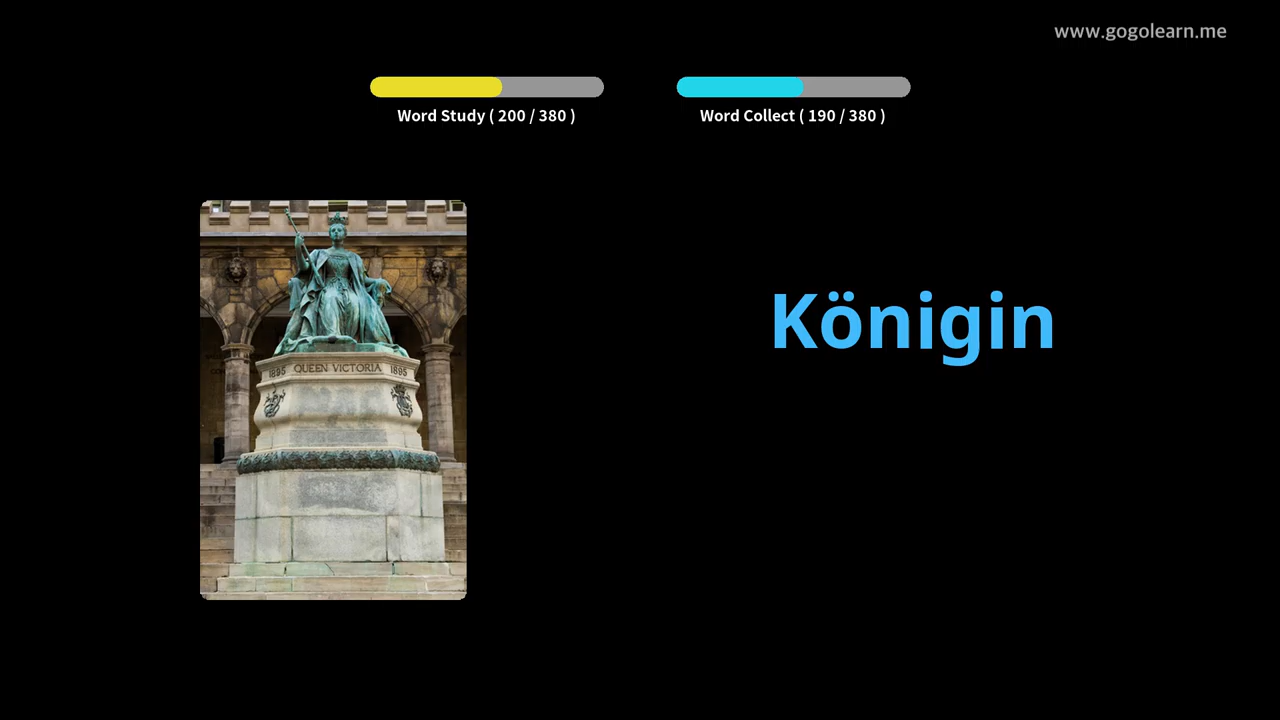 www.gogolearn.me
Word Study ( 200 / 380 )
Word Collect ( 190 / 380 )
Königin
1895 QUEEN VICTORIA 1895